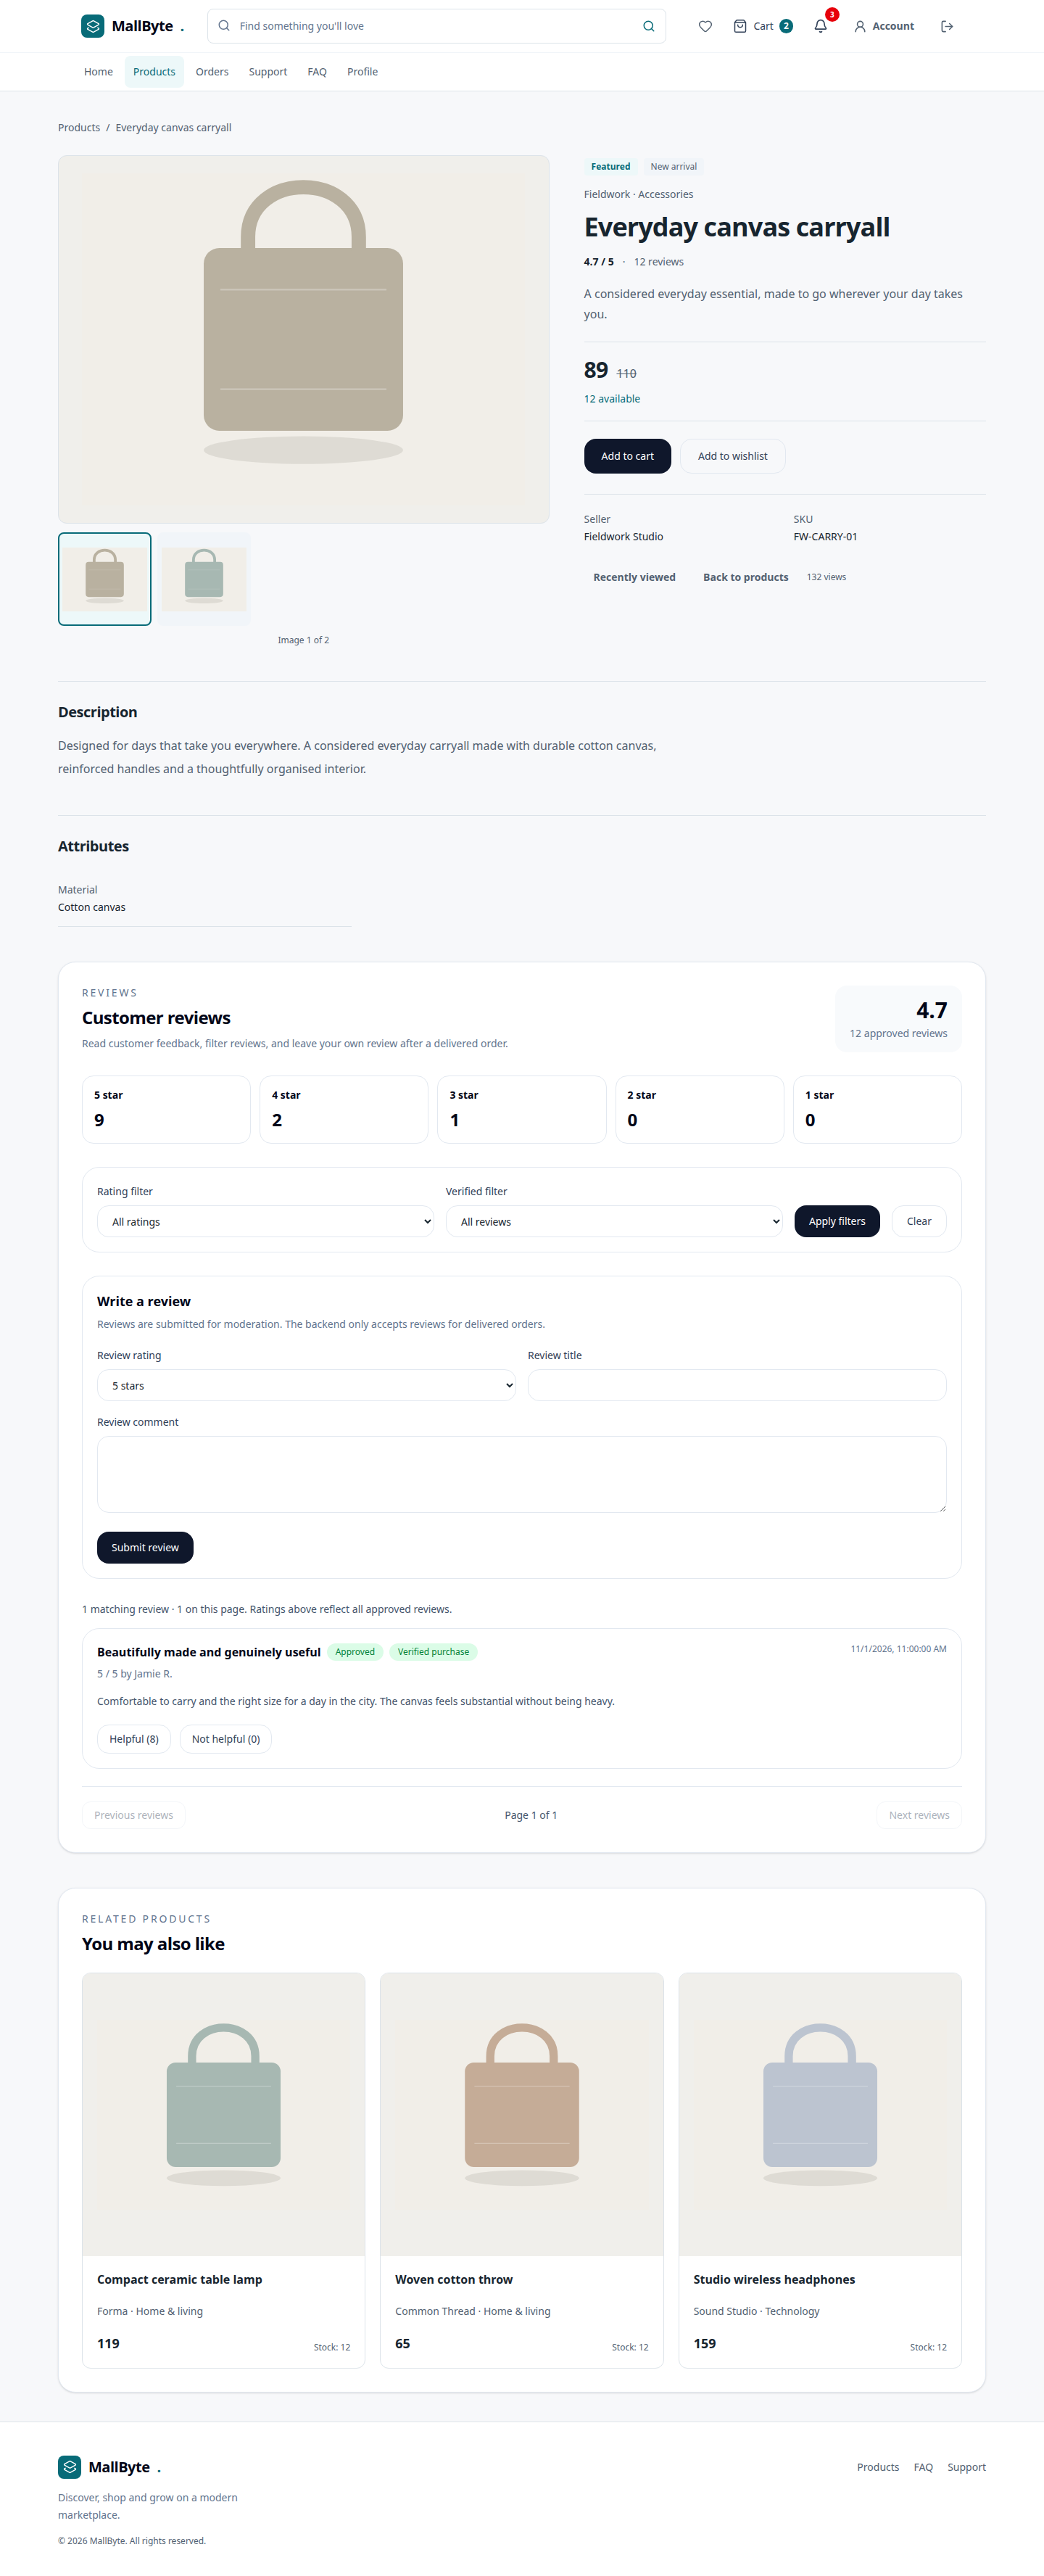 MallByte.
Find something you'll love
Cart 2
3
Account
Home
Products
Orders
Support
FAQ
Profile
Products / Everyday canvas carryall
Featured
New arrival
Fieldwork · Accessories
Everyday canvas carryall
4.7 / 5 · 12 reviews
A considered everyday essential, made to go wherever your day takes
you.
89 110
12 available
Add to cart
Add to wishlist
Seller
Fieldwork Studio
SKU
FW-CARRY-01
Recently viewed
Back to products
132 views
Image 1 of 2
Description
Designed for days that take you everywhere. A considered everyday carryall made with durable cotton canvas,
reinforced handles and a thoughtfully organised interior.
Attributes
Material
Cotton canvas
REVIEWS
Customer reviews
Read customer feedback, filter reviews, and leave your own review after a delivered order.
4.7
12 approved reviews
5 star
9
4 star
2
3 star
1
2 star
0
1 star
0
Rating filter
All ratings
Verified filter
All reviews
Apply filters
Clear
Write a review
Reviews are submitted for moderation. The backend only accepts reviews for delivered orders.
Review rating
5 stars
Review title
Review comment
Submit review
1 matching review · 1 on this page. Ratings above reflect all approved reviews.
Beautifully made and genuinely useful
Approved
Verified purchase
11/1/2026, 11:00:00 AM
5 / 5 by Jamie R.
Comfortable to carry and the right size for a day in the city. The canvas feels substantial without being heavy.
Helpful (8)
Not helpful (0)
Previous reviews
Page 1 of 1
Next reviews
RELATED PRODUCTS
You may also like
Compact ceramic table lamp
Forma · Home & living
119
Stock: 12
Woven cotton throw
Common Thread · Home & living
65
Stock: 12
Studio wireless headphones
Sound Studio · Technology
159
Stock: 12
MallByte.
Discover, shop and grow on a modern
marketplace.
© 2026 MallByte. All rights reserved.
Products
FAQ
Support